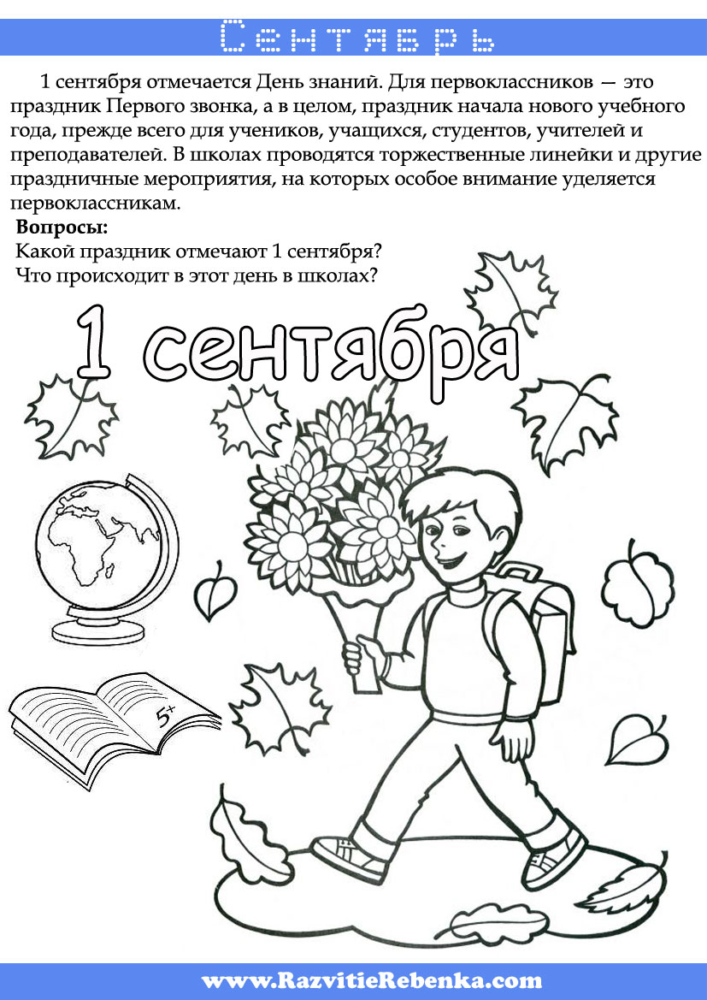 Сентябрь
1 сентября отмечается День знаний. Для первоклассников — это
праздник Первого звонка, а в целом, праздник начала нового учебного
года, прежде всего для учеников, учащихся, студентов, учителей и
преподавателей. В школах проводятся торжественные линейки и другие
праздничные мероприятия, на которых особое внимание уделяется
первоклассникам.
Вопросы:
Какой праздник отмечают 1 сентября?
Что происходит в этот день в школах?
1 сентября
5+
www.RazvitieRebenka.com